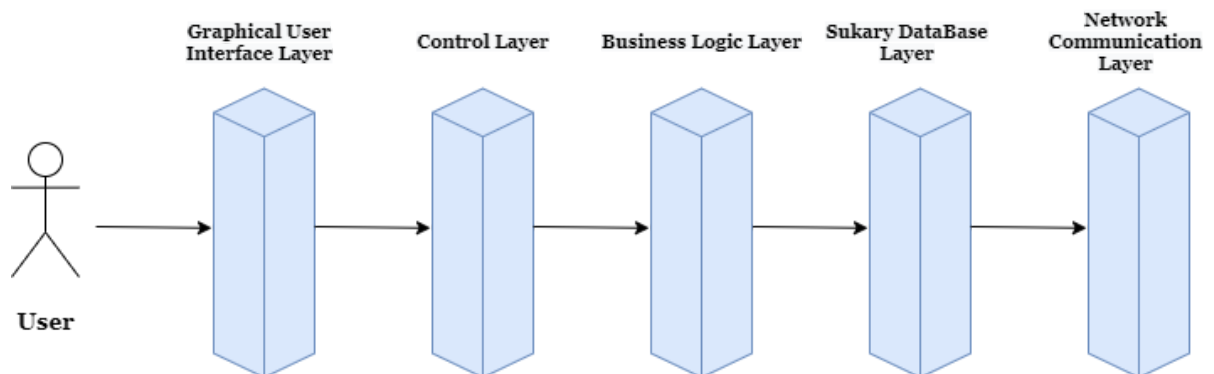 Graphical User
Interface Layer
Control Layer
Business Logic Layer
Sukary DataBase
Layer
Network
Communication
Layer
User